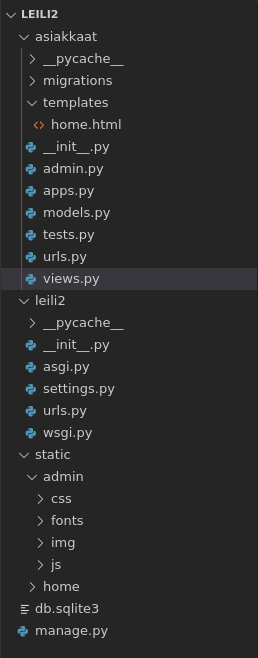 LEILI2
asiakkaat
__pycache__
migrations
templates
home.html
__init__.py
admin.py
apps.py
models.py
tests.py
urls.py
views.py
leili2
__pycache__
__init__.py
asgi.py
settings.py
urls.py
wsgi.py
static
admin
css
fonts
img
js
home
db.sqlite3
manage.py